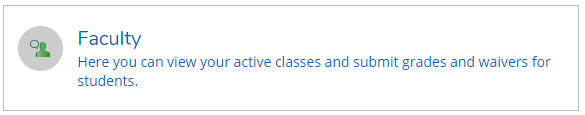 Faculty
Here you can view your active classes and submit grades and waivers for
students.